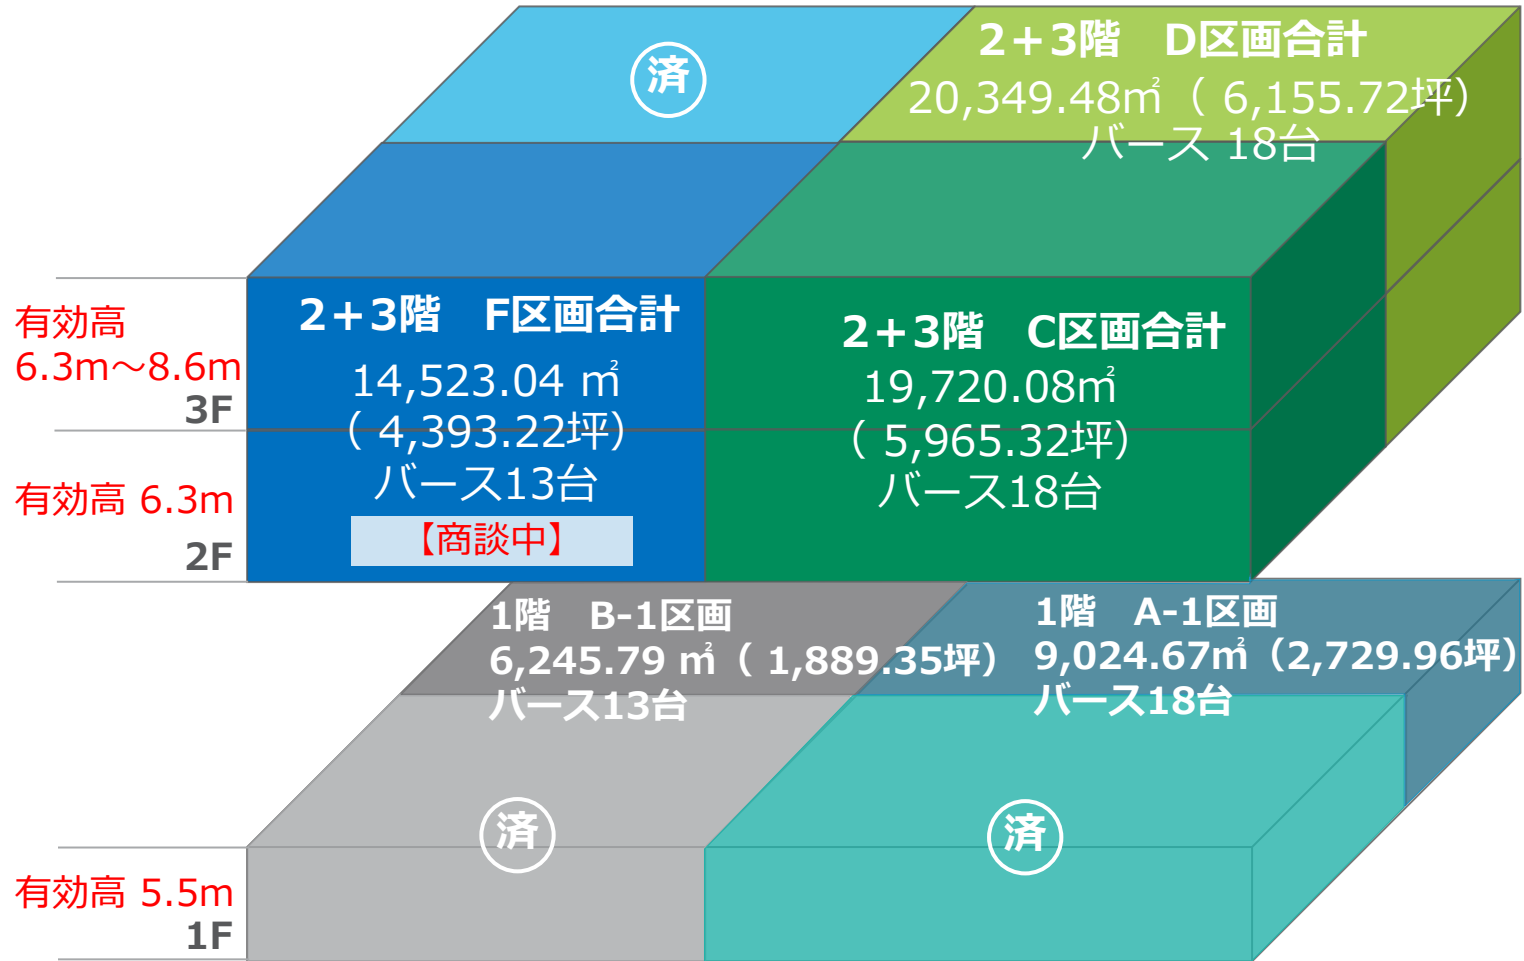 済
2+3階　D区画合計
20,349.48㎡（ 6,155.72坪）
バース 18台
有効高
6.3m～8.6m
3F
有効高 6.3m
2F
2+3階　F区画合計
14,523.04 ㎡
（ 4,393.22坪）
バース13台
【商談中】
2+3階　C区画合計
19,720.08㎡
（ 5,965.32坪）
バース18台
1階　B-1区画
6,245.79 ㎡（ 1,889.35坪）
バース13台
1階　A-1区画
9,024.67㎡（2,729.96坪）
バース18台
済
済
有効高 5.5m
1F